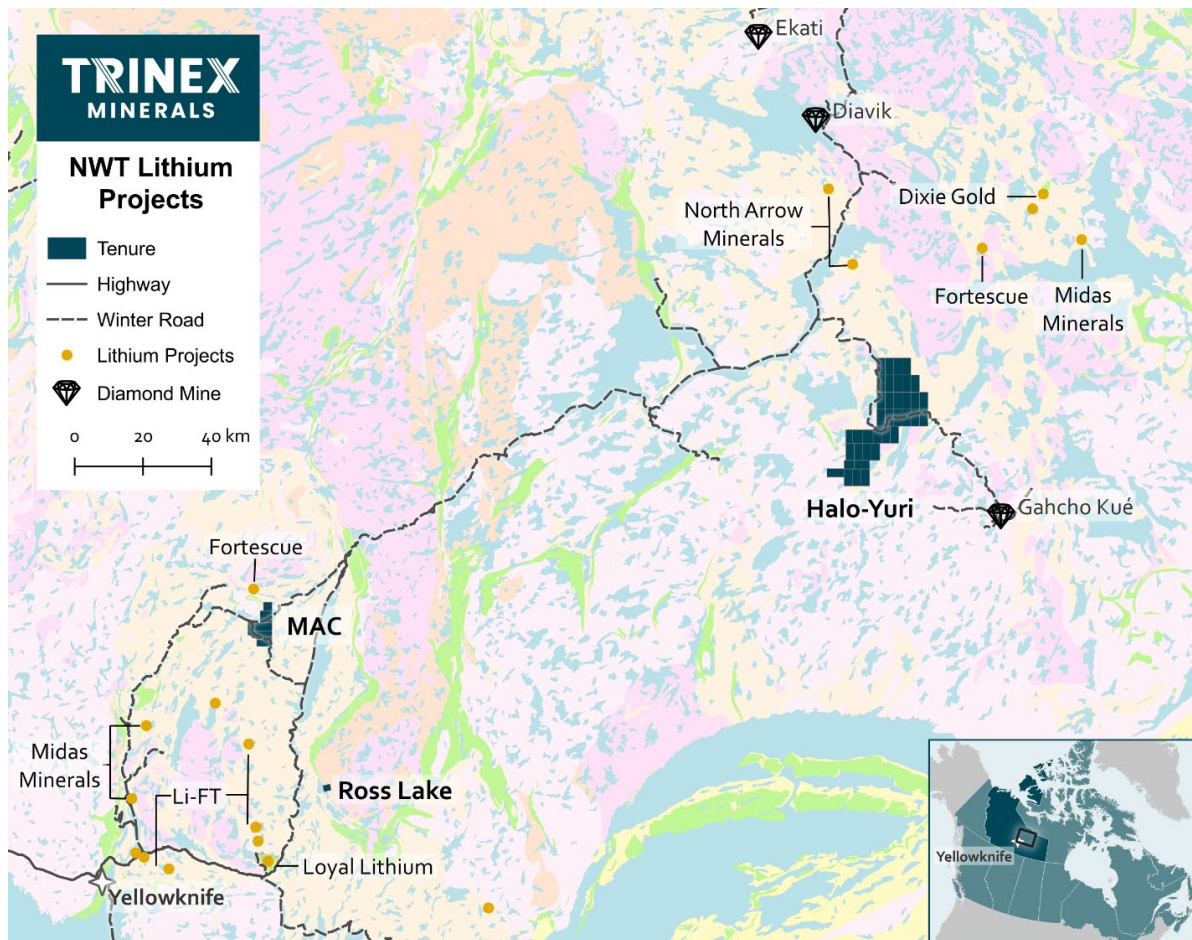 TRINEX
MINERALS
NWT Lithium
Projects
Tenure
Highway
Winter Road
Lithium Projects
Diamond Mine
0 20 40 km
Ekati
Diavik
North Arrow
Minerals
Dixie Gold
Fortescue
Midas
Minerals
Halo-Yuri
Gahcho Kué
Fortescue
MAC
Midas
Minerals
Li-FT
Ross Lake
Loyal Lithium
Yellowknife
Yellowknife